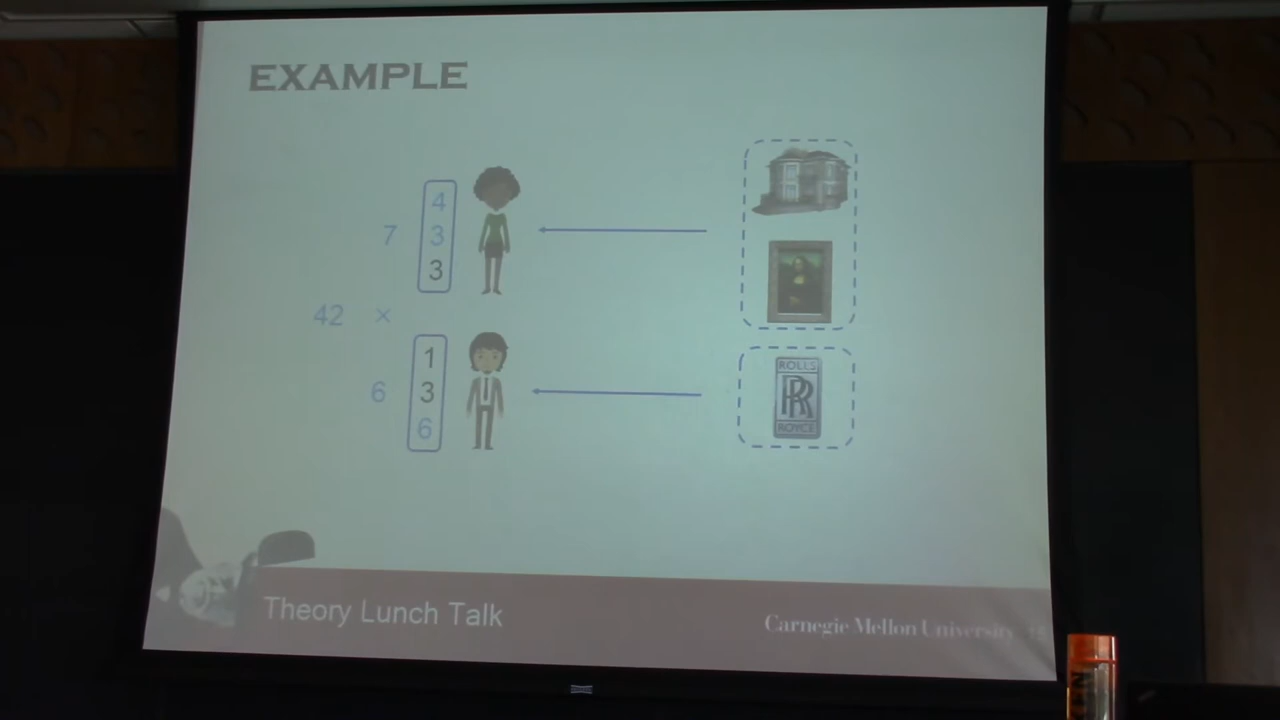 EXAMPLE
4
7 3
3
42 ×
1
6 3
6
ROLLS
RR
ROYCE
Theory Lunch Talk
Carnegie Mellon University